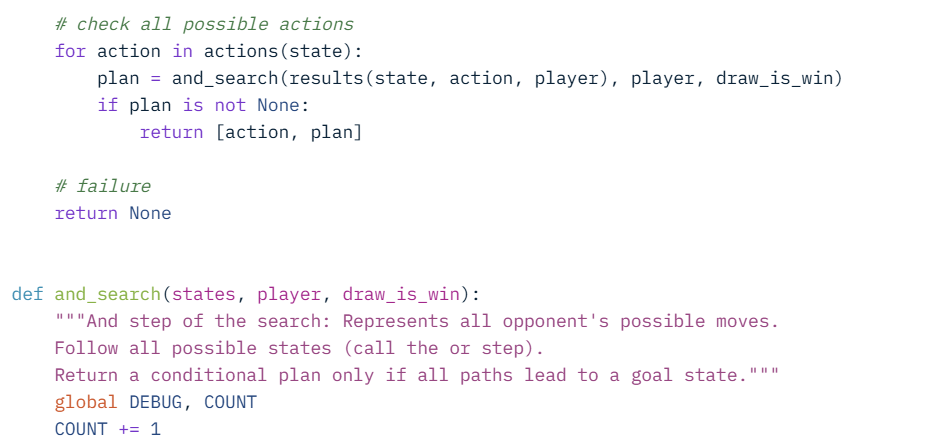 # check all possible actions
for action in actions(state):
plan = and_search(results(state, action, player), player, draw_is_win)
if plan is not None:
return [action, plan]
# failure
return None
def and_search(states, player, draw_is_win):
"""And step of the search: Represents all opponent's possible moves.
Follow all possible states (call the or step).
Return a conditional plan only if all paths lead to a goal state."""
global DEBUG, COUNT
COUNT += 1